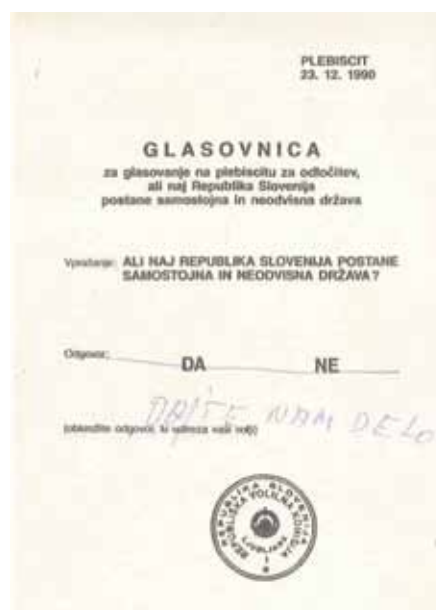 PLEBISCIT
23. 12. 1990
GLASOVNICA
za glasovanje na plebiscitu za odločitev,
ali naj Republika Slovenija
postane samostojna in neodvisna država
Vprašanje: ALI NAJ REPUBLIKA SLOVENIJA POSTANE
SAMOSTOJNA IN NEODVISNA DRŽAVA?
Odgovor: DA NE
DAJTE NAM DELO
(obkrožite odgovor, ki ustreza vaši volji)
REPUBLIKA SLOVENIJA
REPUBLIŠKA VOLILNA KOMISIJA
LJUBLJANA